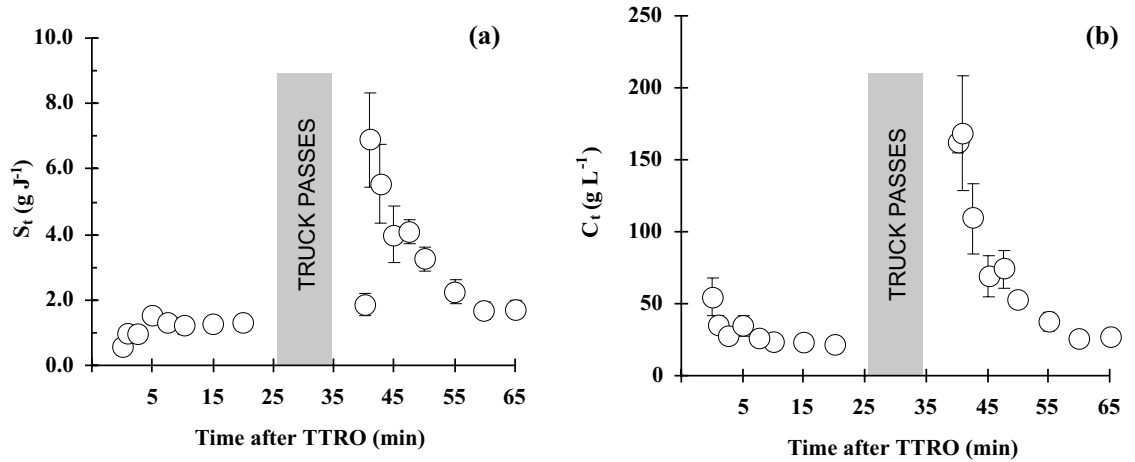 (a)
10.0
8.0
6.0
4.0
2.0
0.0
S_t (g J^-1)
TRUCK PASSES
5 15 25 35 45 55 65
Time after TTRO (min)
(b)
250
200
150
100
50
0
C_t (g L^-1)
TRUCK PASSES
5 15 25 35 45 55 65
Time after TTRO (min)